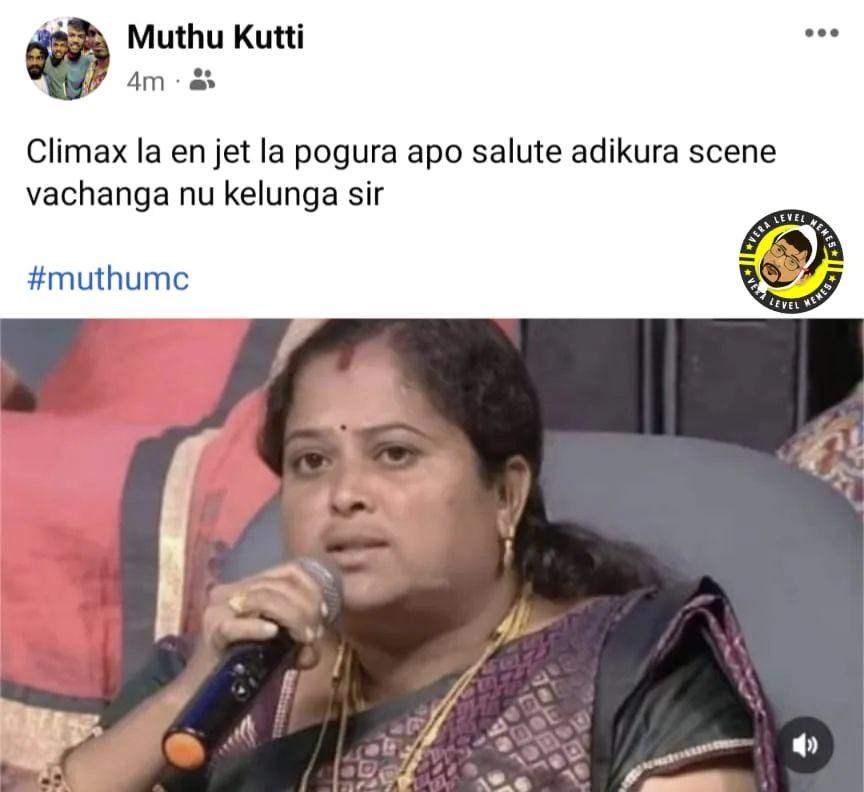 Muthu Kutti
4m
Climax la en jet la pogura apo salute adikura scene
vachanga nu kelunga sir
#muthumc
VERA LEVEL MEMES
VERA LEVEL MEMES